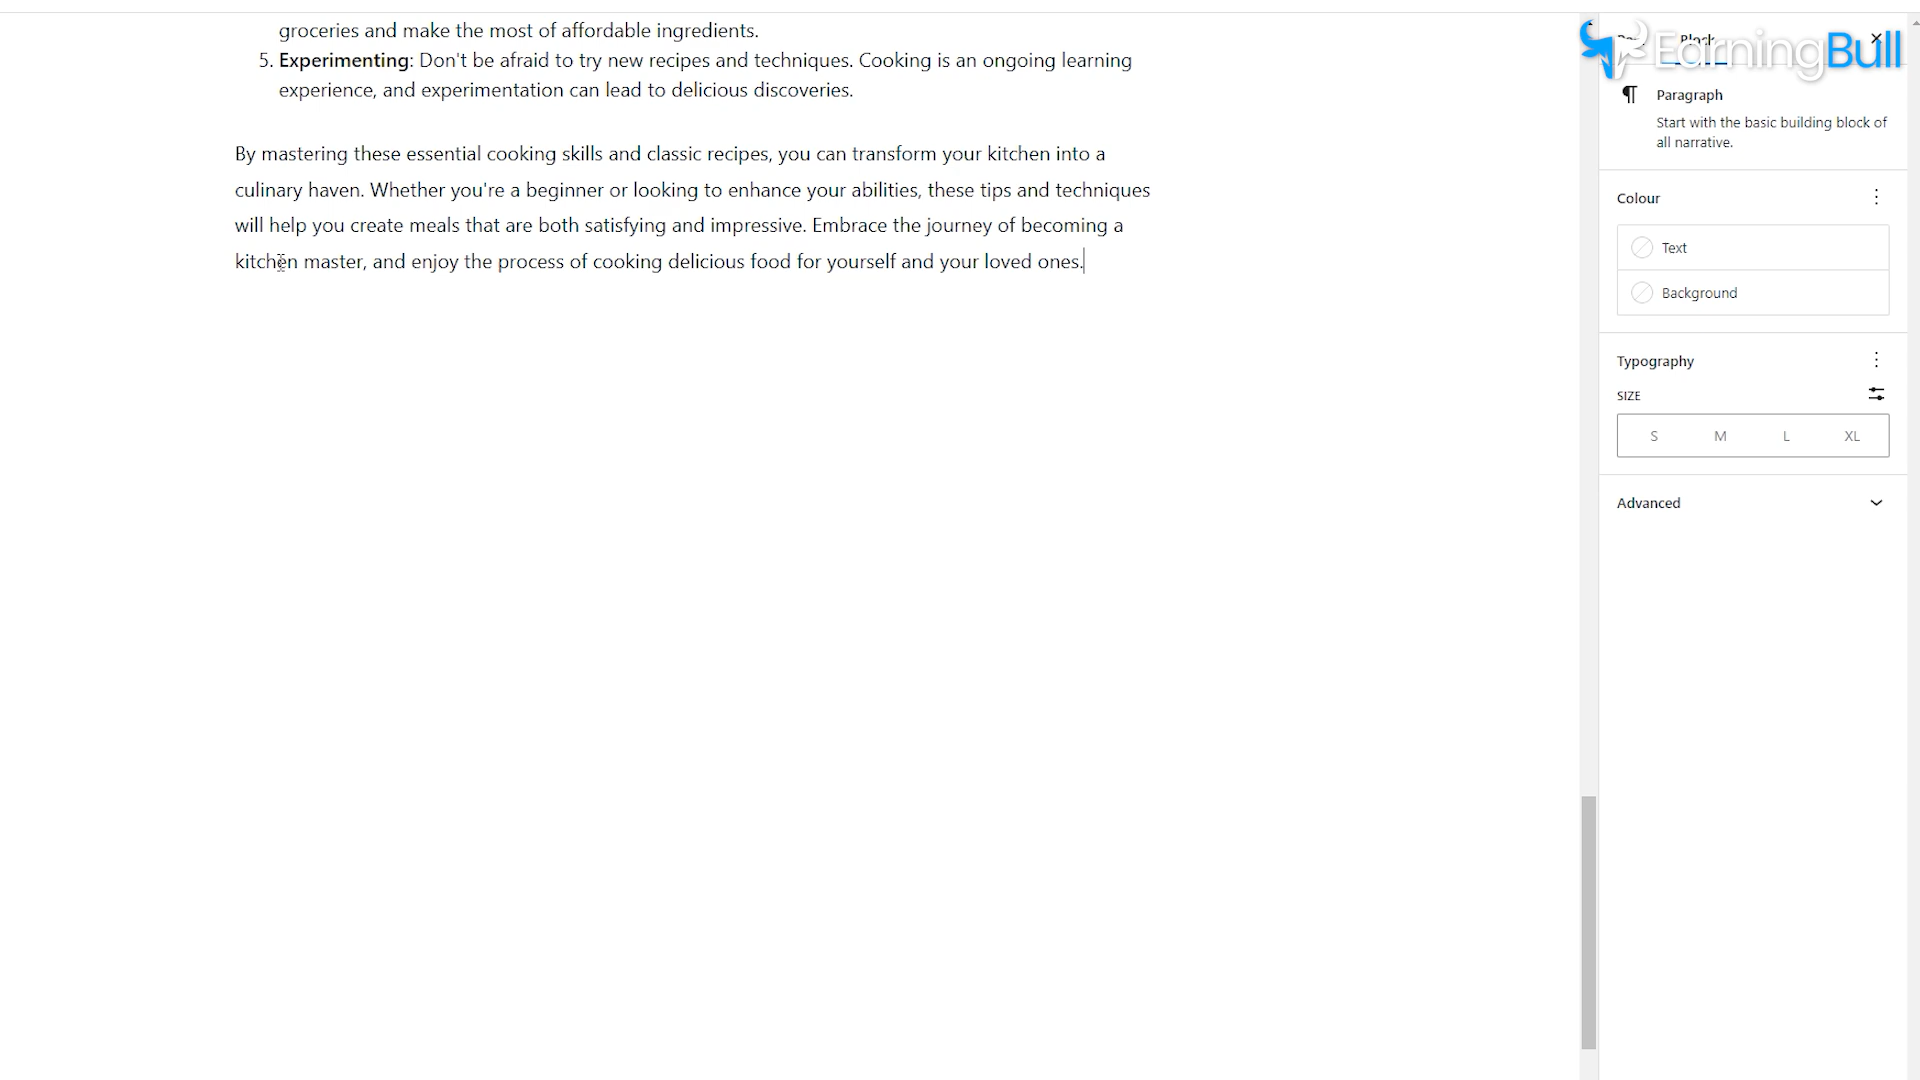 groceries and make the most of affordable ingredients.
5. Experimenting: Don't be afraid to try new recipes and techniques. Cooking is an ongoing learning
experience, and experimentation can lead to delicious discoveries.
By mastering these essential cooking skills and classic recipes, you can transform your kitchen into a
culinary haven. Whether you're a beginner or looking to enhance your abilities, these tips and techniques
will help you create meals that are both satisfying and impressive. Embrace the journey of becoming a
kitchen master, and enjoy the process of cooking delicious food for yourself and your loved ones.
EarningBull
Block
Paragraph
Start with the basic building block of
all narrative.
Colour
Text
Background
Typography
SIZE
S M L XL
Advanced